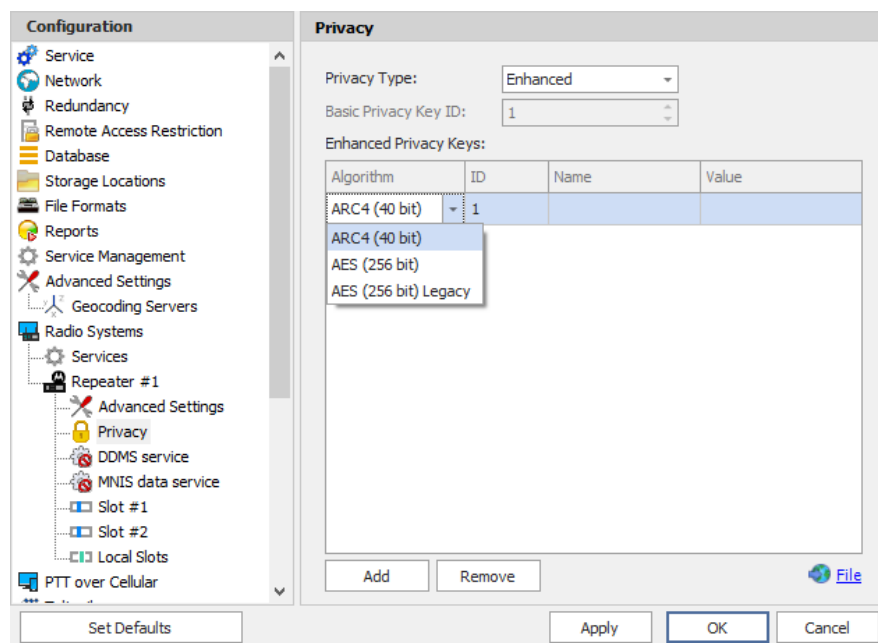 Configuration
Service
Network
Redundancy
Remote Access Restriction
Database
Storage Locations
File Formats
Reports
Service Management
Advanced Settings
Geocoding Servers
Radio Systems
Services
Repeater #1
Advanced Settings
Privacy
DDMS service
MNIS data service
Slot #1
Slot #2
Local Slots
PTT over Cellular
Set Defaults
Privacy
Privacy Type: Enhanced
Basic Privacy Key ID: 1
Enhanced Privacy Keys:
Algorithm ID Name Value
ARC4 (40 bit) 1
ARC4 (40 bit)
AES (256 bit)
AES (256 bit) Legacy
Add Remove File
Apply OK Cancel